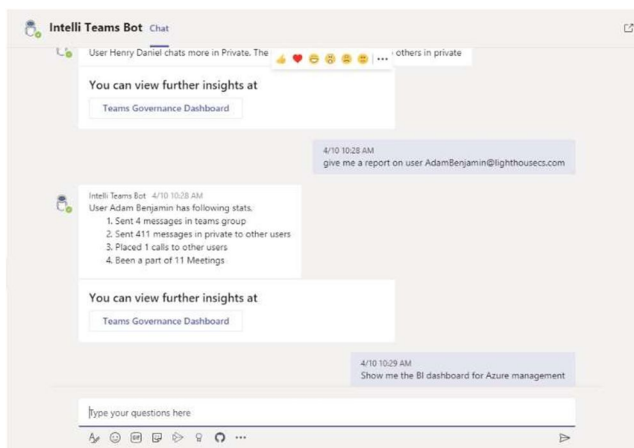 Intelli Teams Bot Chat
User Henry Daniel chats more in Private. The others in private
You can view further insights at
Teams Governance Dashboard
4/10 10:28 AM
give me a report on user AdamBenjamin@lighthousecs.com
Intelli Teams Bot 4/10 10:28 AM
User Adam Benjamin has following stats.
1. Sent 4 messages in teams group
2. Sent 411 messages in private to other users
3. Placed 1 calls to other users
4. Been a part of 11 Meetings
You can view further insights at
Teams Governance Dashboard
4/10 10:29 AM
Show me the BI dashboard for Azure management
Type your questions here
GIF